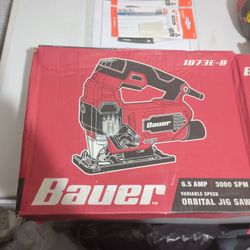 1873E-B
Bauer
Bauer
6.5 AMP 3000 SPM
VARIABLE SPEED
ORBITAL JIG SAW